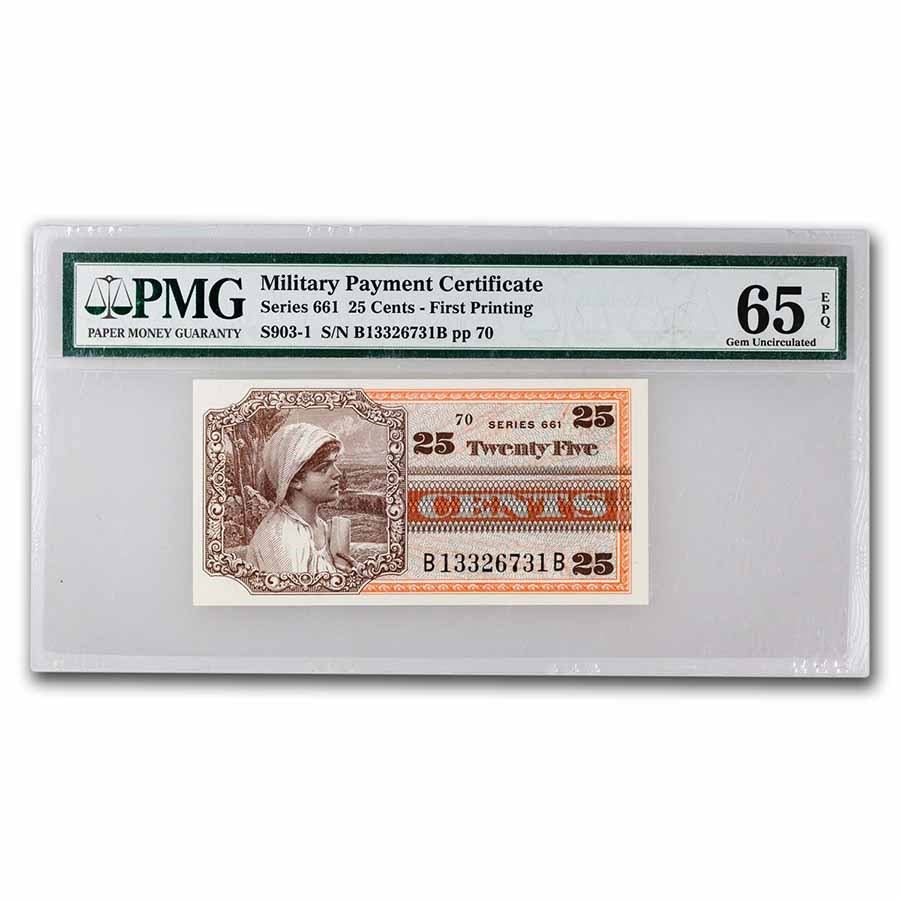 PMG
PAPER MONEY GUARANTY
Military Payment Certificate
Series 661 25 Cents - First Printing
S903-1 S/N B13326731B pp 70
65
EPQ
Gem Uncirculated
70 SERIES 661 25
25 Twenty Five
CENTS
B13326731B 25